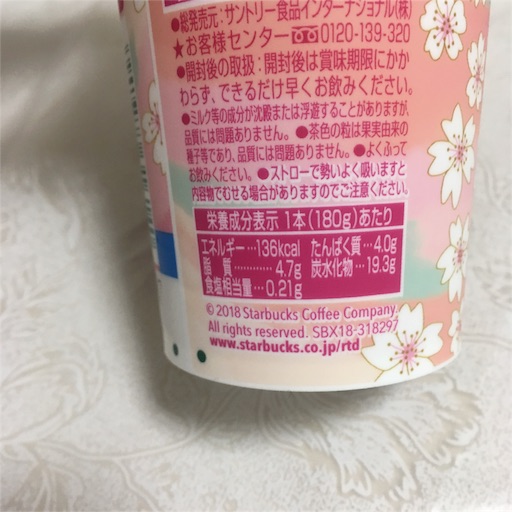 ●総発売元:サントリー食品インターナショナル(株)
★お客様センター 0120-139-320
●開封後の取扱:開封後は賞味期限にかか
わらず、できるだけ早くお飲みください。
●ミルク等の成分が沈殿または浮遊することがありますが、
品質には問題ありません。●茶色の粒は果実由来の
種子等であり、品質には問題ありません。●よくふって
お飲みください。●ストローで勢いよく吸いますと
内容物でむせる場合がありますのでご注意ください。
栄養成分表示 1本(180g)あたり
エネルギー…136kcal たんぱく質…4.0g
脂 質…………4.7g 炭水化物…19.3g
食塩相当量…0.21g
© 2018 Starbucks Coffee Company.
All rights reserved. SBX18-318297
www.starbucks.co.jp/rtd